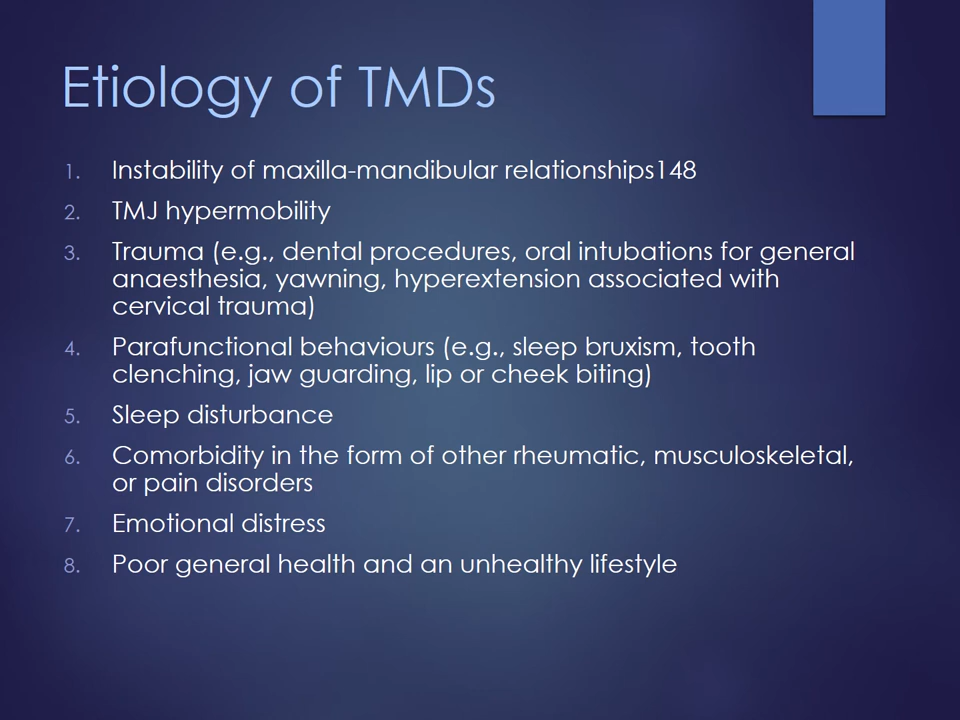 Etiology of TMDs
1. Instability of maxilla-mandibular relationships148
2. TMJ hypermobility
3. Trauma (e.g., dental procedures, oral intubations for general
anaesthesia, yawning, hyperextension associated with
cervical trauma)
4. Parafunctional behaviours (e.g., sleep bruxism, tooth
clenching, jaw guarding, lip or cheek biting)
5. Sleep disturbance
6. Comorbidity in the form of other rheumatic, musculoskeletal,
or pain disorders
7. Emotional distress
8. Poor general health and an unhealthy lifestyle